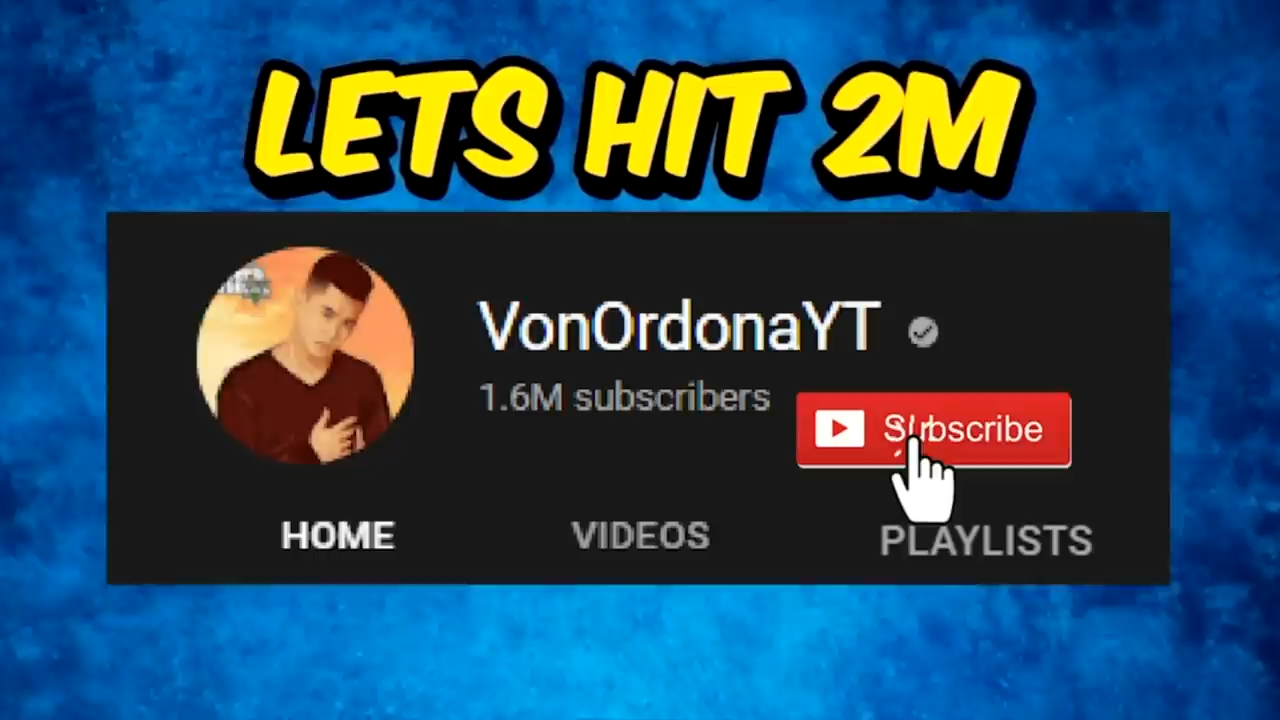 LETS HIT 2M
VonOrdonaYT
1.6M subscribers
Subscribe
HOME VIDEOS PLAYLISTS